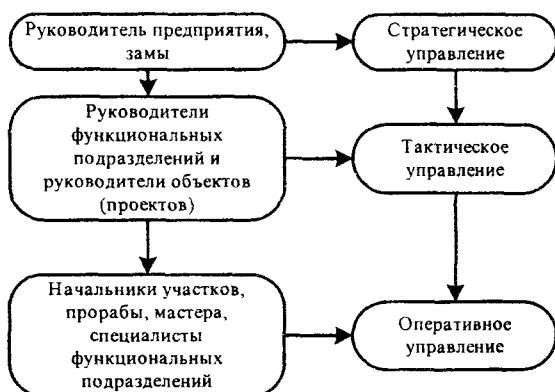 Руководитель предприятия,
замы
Стратегическое
управление
Руководители
функциональных
подразделений и
руководители объектов
(проектов)
Тактическое
управление
Начальники участков,
прорабы, мастера,
специалисты
функциональных
подразделений
Оперативное
управление